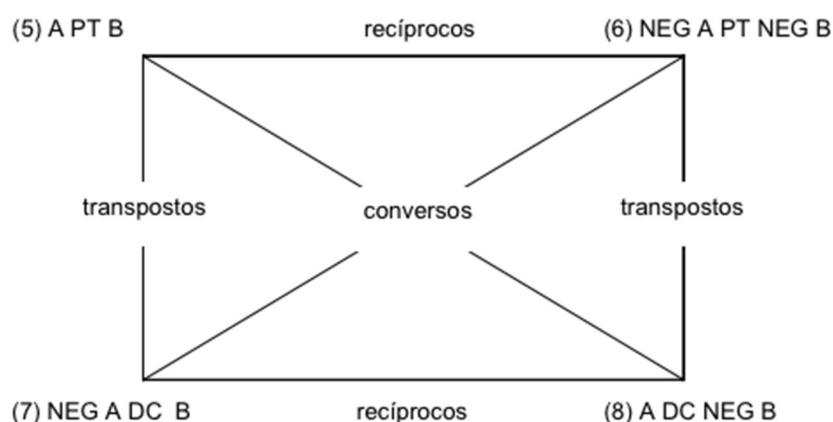 (5) A PT B recíprocos (6) NEG A PT NEG B
transpostos conversos transpostos
(7) NEG A DC B recíprocos (8) A DC NEG B